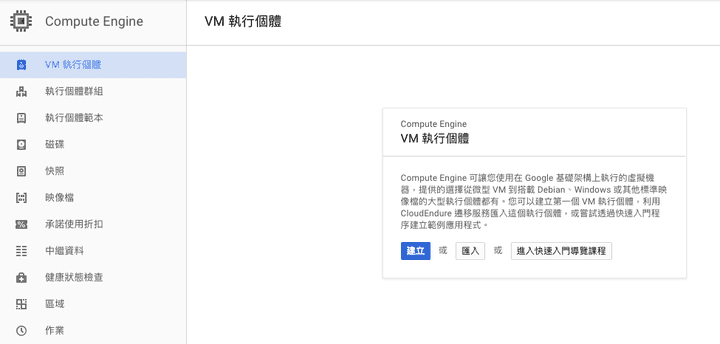 Compute Engine
VM 執行個體
VM 執行個體
執行個體群組
執行個體範本
磁碟
快照
映像檔
承諾使用折扣
中繼資料
健康狀態檢查
區域
作業
Compute Engine
VM 執行個體
Compute Engine 可讓您使用在 Google 基礎架構上執行的虛擬機
器，提供的選擇從微型 VM 到搭載 Debian、Windows 或其他標準映
像檔的大型執行個體都有。您可以建立第一個 VM 執行個體，利用
CloudEndure 遷移服務匯入這個執行個體，或嘗試透過快速入門程
序建立範例應用程式。
建立 或 匯入 或 進入快速入門導覽課程